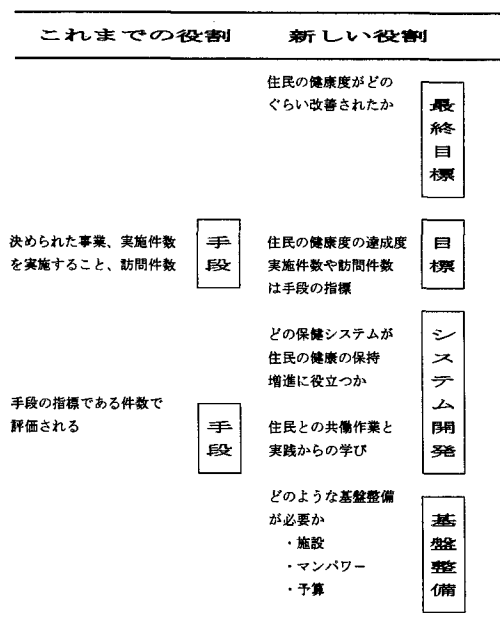 これまでの役割
新しい役割
住民の健康度がどの
ぐらい改善されたか
最終目標
決められた事業、実施件数
を実施すること、訪問件数
手段
住民の健康度の達成度
実施件数や訪問件数
は手段の指標
目標
どの保健システムが
住民の健康の保持
増進に役立つか
手段の指標である件数で
評価される
手段
住民との共働作業と
実践からの学び
システム開発
どのような基盤整備
が必要か
・施設
・マンパワー
・予算
基盤整備